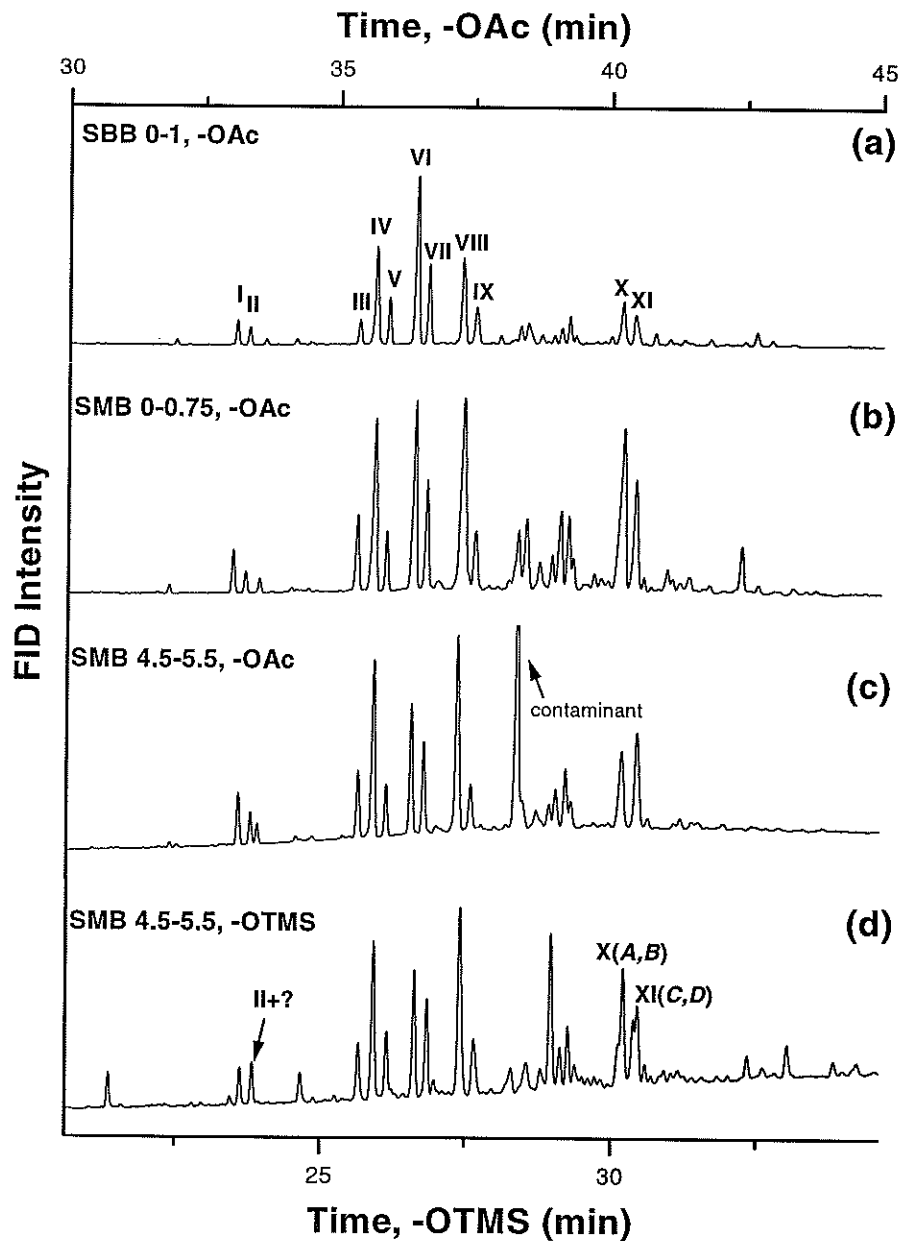 Time, -OAc (min)
30 35 40 45
SBB 0-1, -OAc
(a)
I
II
III
IV
V
VI
VII
VIII
IX
X
XI
SMB 0-0.75, -OAc
(b)
FID Intensity
SMB 4.5-5.5, -OAc
(c)
contaminant
SMB 4.5-5.5, -OTMS
(d)
II+?
X(A,B)
XI(C,D)
25 30
Time, -OTMS (min)